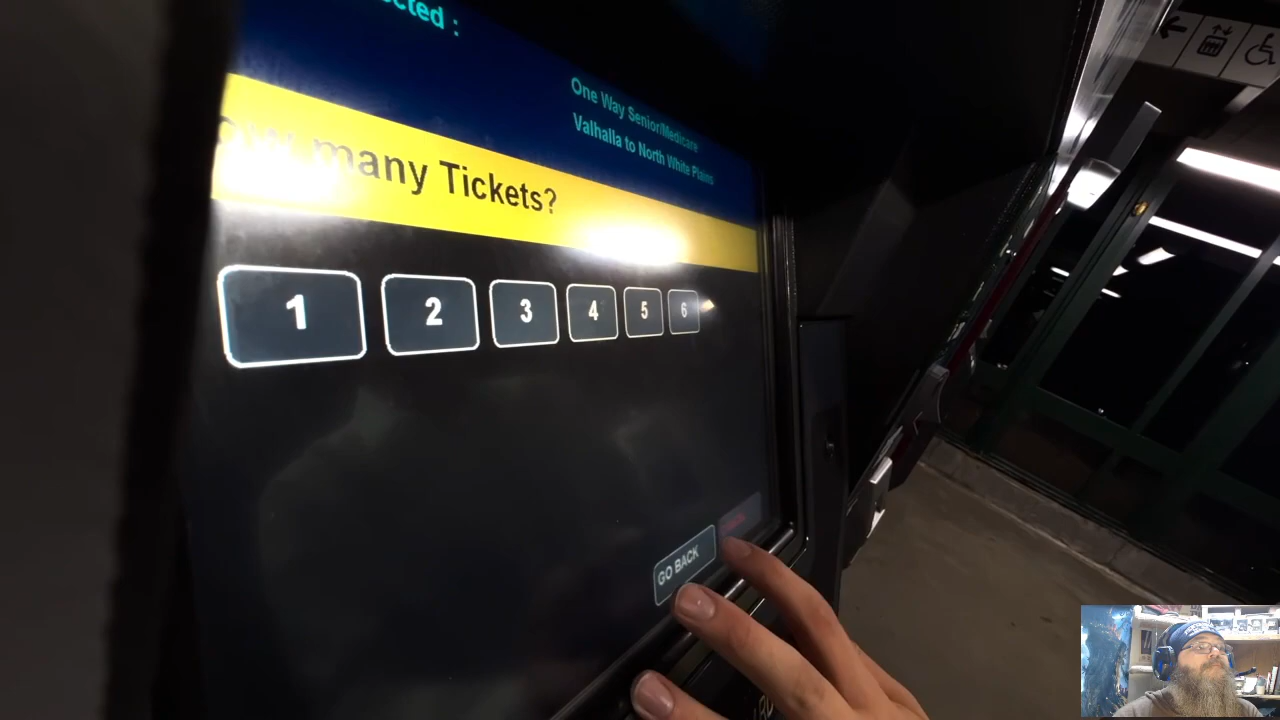 One Way Senior/Medicare
Valhalla to North White Plains
many Tickets?
1 2 3 4 5 6
GO BACK